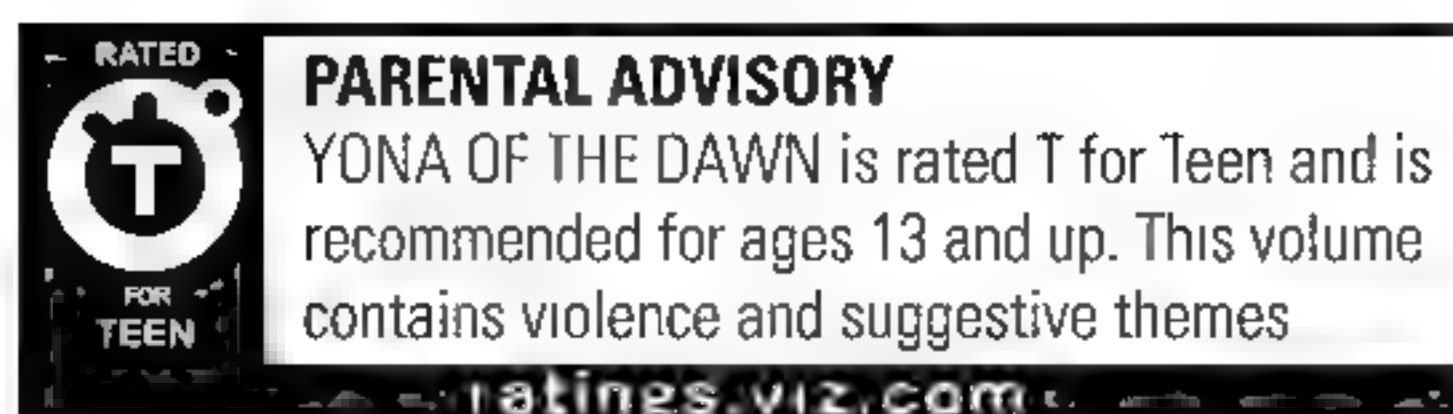 RATED
T
FOR
TEEN
PARENTAL ADVISORY
YONA OF THE DAWN is rated T for Teen and is
recommended for ages 13 and up. This volume
contains violence and suggestive themes
ratings.viz.com